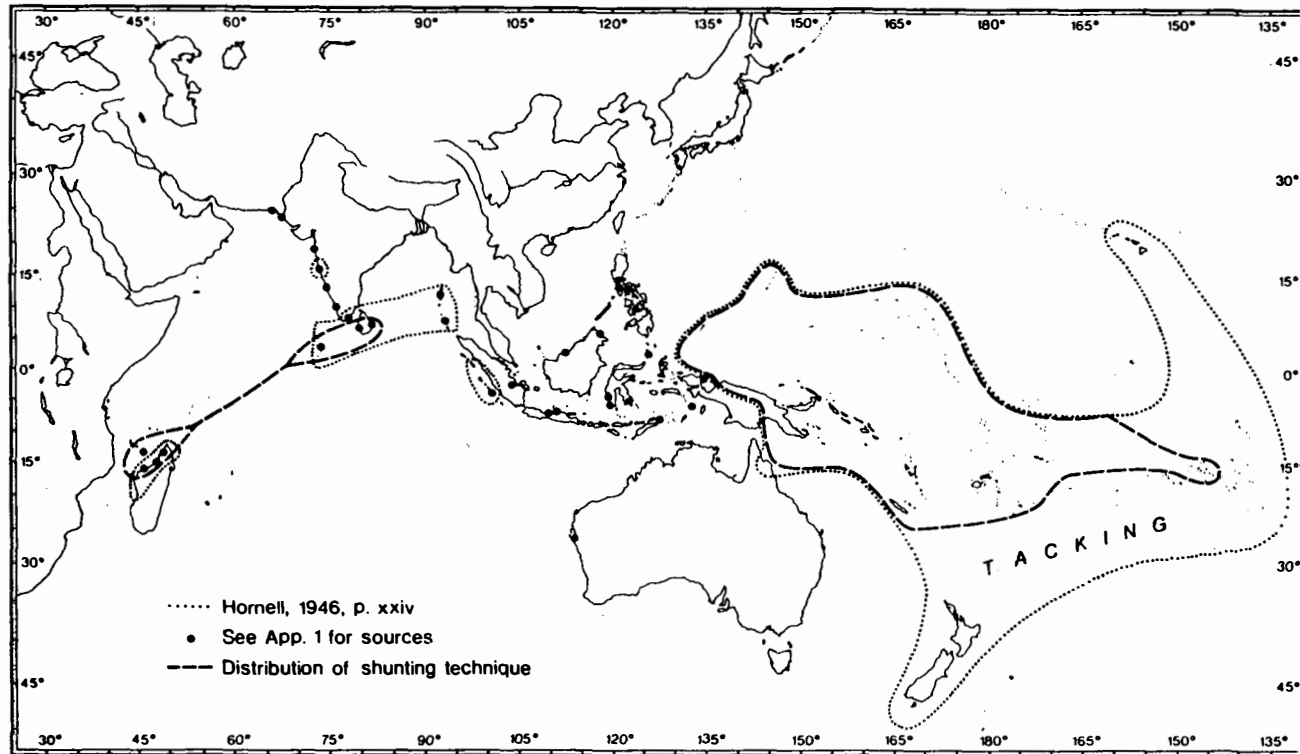 30° 45° 60° 75° 90° 105° 120° 135° 150° 165° 180° 165° 150° 135°
45° 45°
30° 30°
15° 15°
0° 0°
15° 15°
30° 30°
45° 45°
TACKING
Hornell, 1946, p. xxiv
See App. 1 for sources
Distribution of shunting technique
30° 45° 60° 75° 90° 105° 120° 135° 150° 165° 180° 165° 150° 135°